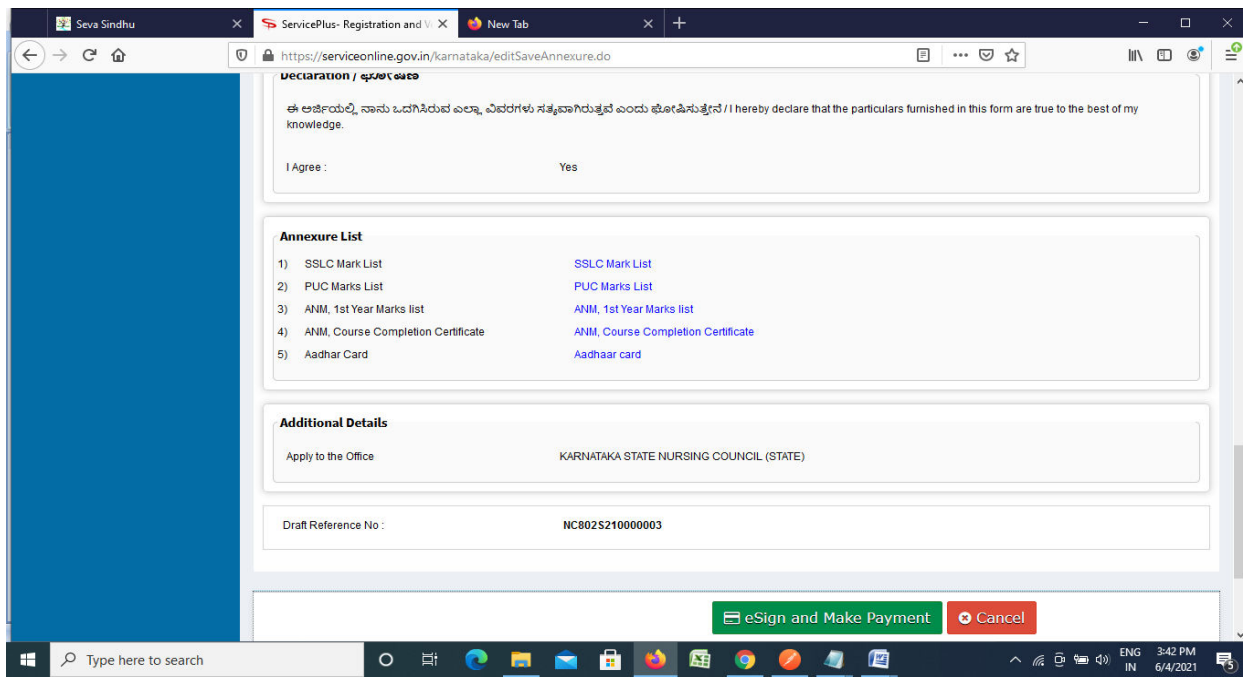 Seva Sindhu
ServicePlus- Registration and V
New Tab
https://serviceonline.gov.in/karnataka/editSaveAnnexure.do
Declaration / ಘೋಷಣೆ
ಈ ಅರ್ಜಿಯಲ್ಲಿ ನಾನು ಒದಗಿಸಿರುವ ಎಲ್ಲಾ ವಿವರಗಳು ಸತ್ಯವಾಗಿರುತ್ತವೆ ಎಂದು ಘೋಷಿಸುತ್ತೇನೆ / I hereby declare that the particulars furnished in this form are true to the best of my
knowledge.
I Agree : Yes
Annexure List
1) SSLC Mark List SSLC Mark List
2) PUC Marks List PUC Marks List
3) ANM, 1st Year Marks list ANM, 1st Year Marks list
4) ANM, Course Completion Certificate ANM, Course Completion Certificate
5) Aadhar Card Aadhaar card
Additional Details
Apply to the Office KARNATAKA STATE NURSING COUNCIL (STATE)
Draft Reference No : NC802S210000003
eSign and Make Payment Cancel
Type here to search
ENG 3:42 PM
IN 6/4/2021
5